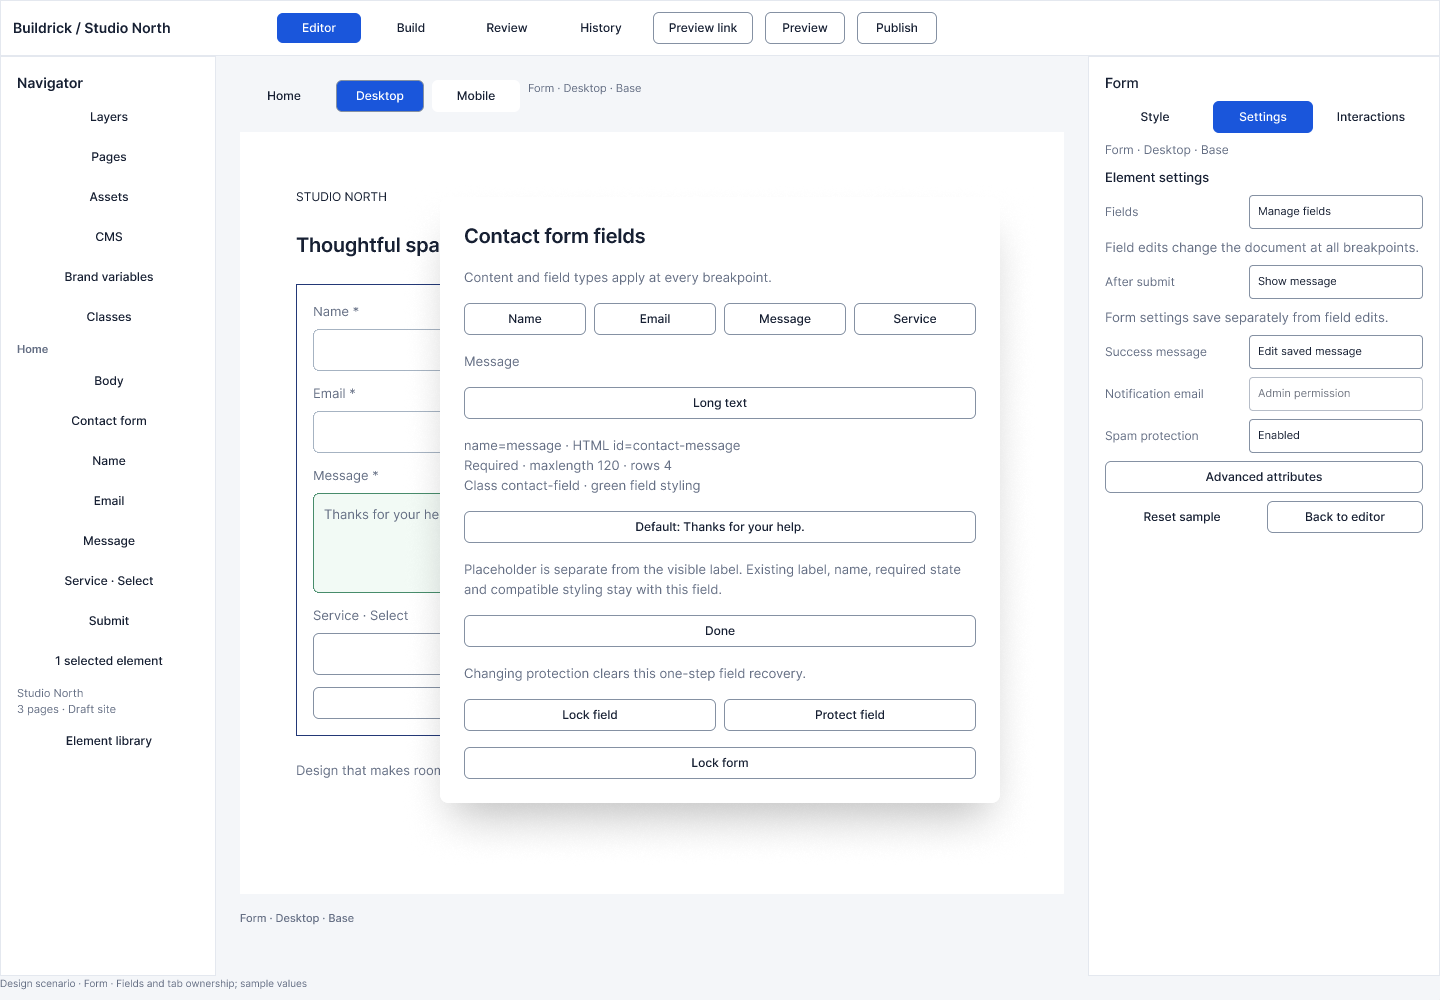 Buildrick / Studio North
Editor
Build
Review
History
Preview link
Preview
Publish
Navigator
Layers
Pages
Assets
CMS
Brand variables
Classes
Home
Body
Contact form
Name
Email
Message
Service · Select
Submit
1 selected element
Studio North
3 pages · Draft site
Element library
Home
Desktop
Mobile
Form · Desktop · Base
STUDIO NORTH
Thoughtful spa
Name *
Email *
Message *
Thanks for your he
Service · Select
Design that makes room
Form · Desktop · Base
Contact form fields
Content and field types apply at every breakpoint.
Name
Email
Message
Service
Message
Long text
name=message · HTML id=contact-message
Required · maxlength 120 · rows 4
Class contact-field · green field styling
Default: Thanks for your help.
Placeholder is separate from the visible label. Existing label, name, required state
and compatible styling stay with this field.
Done
Changing protection clears this one-step field recovery.
Lock field
Protect field
Lock form
Form
Style
Settings
Interactions
Form · Desktop · Base
Element settings
Fields
Manage fields
Field edits change the document at all breakpoints.
After submit
Show message
Form settings save separately from field edits.
Success message
Edit saved message
Notification email
Admin permission
Spam protection
Enabled
Advanced attributes
Reset sample
Back to editor
Design scenario · Form · Fields and tab ownership; sample values